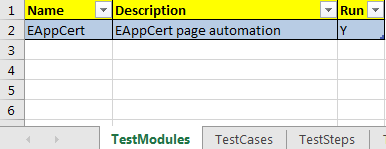 1 Name Description Run
2 EAppCert EAppCert page automation Y
3
4
5
6
TestModules TestCases TestSteps